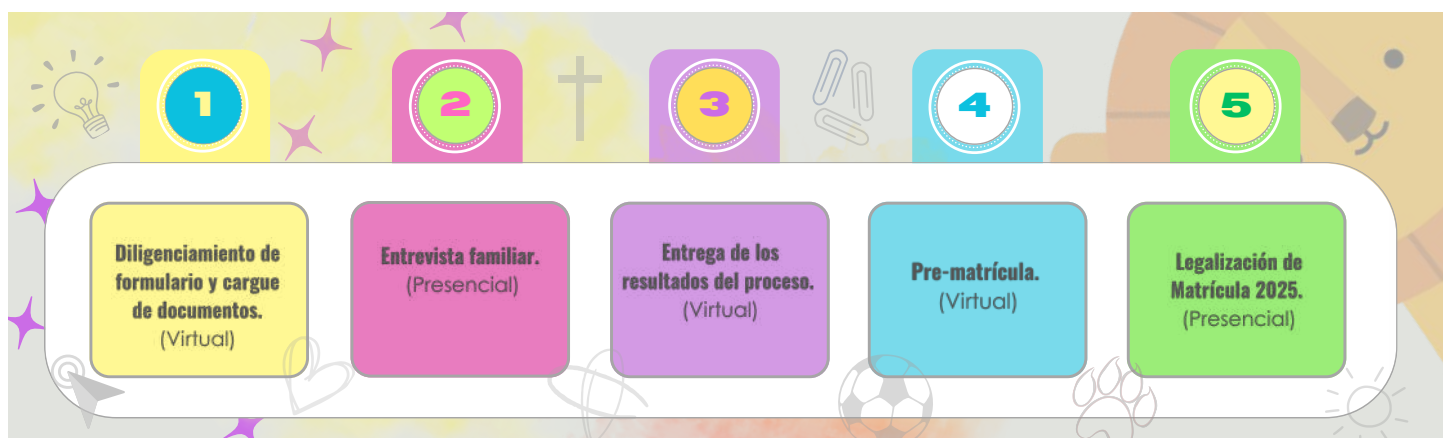 1
Diligenciamiento de
formulario y cargue
de documentos.
(Virtual)
2
Entrevista familiar.
(Presencial)
3
Entrega de los
resultados del proceso.
(Virtual)
4
Pre-matrícula.
(Virtual)
5
Legalización de
Matrícula 2025.
(Presencial)